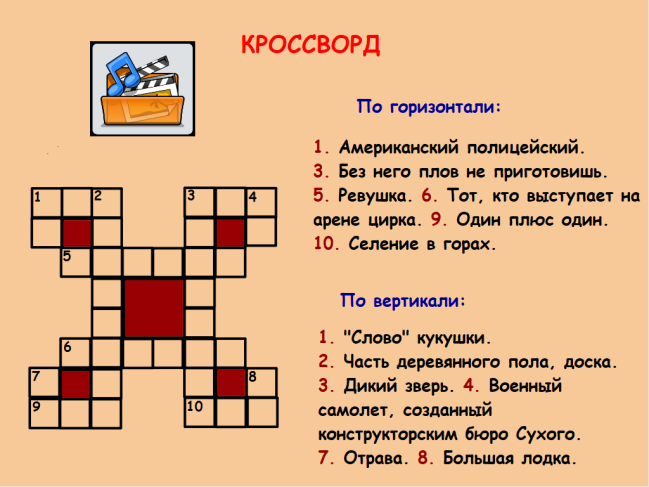 КРОССВОРД
По горизонтали:
1. Американский полицейский.
3. Без него плов не приготовишь.
5. Ревушка. 6. Тот, кто выступает на
арене цирка. 9. Один плюс один.
10. Селение в горах.
1 2 3 4
5
6
7 8
9 10
По вертикали:
1. "Слово" кукушки.
2. Часть деревянного пола, доска.
3. Дикий зверь. 4. Военный
самолет, созданный
конструкторским бюро Сухого.
7. Отрава. 8. Большая лодка.